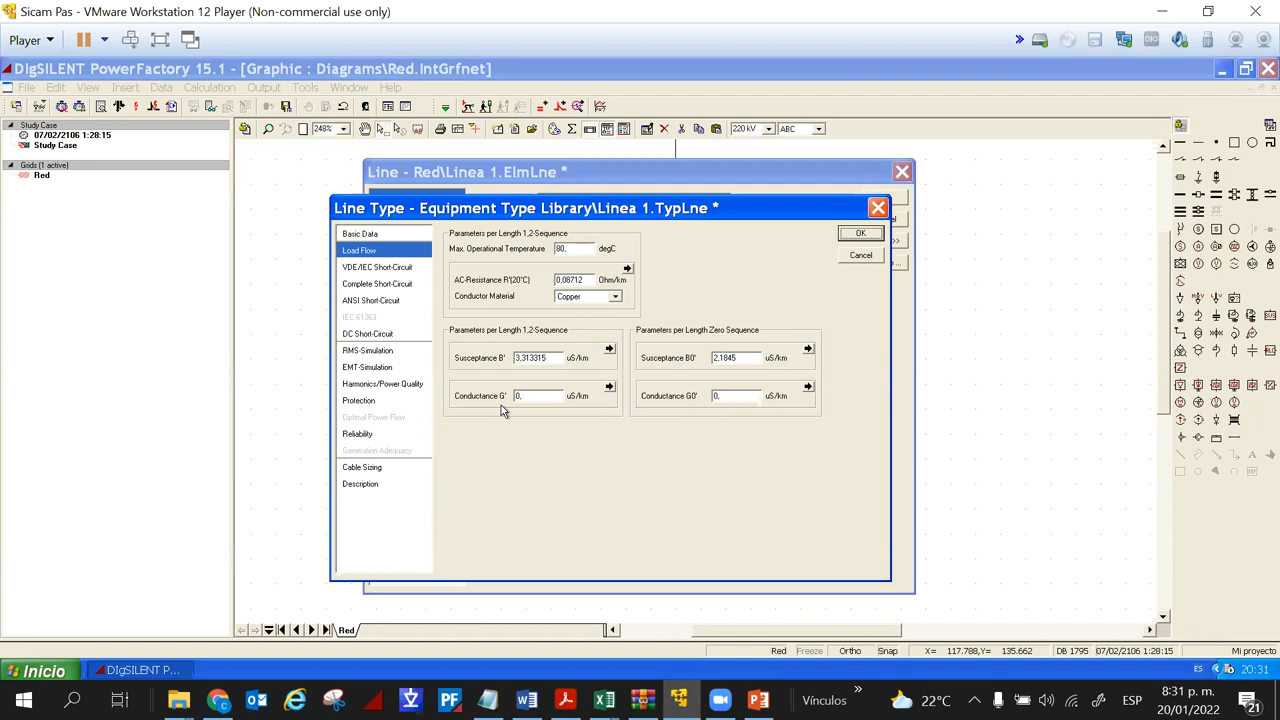 Sicam Pas - VMware Workstation 12 Player (Non-commercial use only)
Player
DIgSILENT PowerFactory 15.1 - [Graphic : Diagrams\Red.IntGrfnet]
File Edit View Insert Data Calculation Output Tools Window Help
Study Case
07/02/2106 1:28:15
Study Case
Grids (1 active)
Red
248%
220 kV
ABC
Line - Red\Linea 1.ElmLne *
Line Type - Equipment Type Library\Linea 1.TypLne *
Basic Data
Load Flow
VDE/IEC Short-Circuit
Complete Short-Circuit
ANSI Short-Circuit
IEC 61363
DC Short-Circuit
RMS-Simulation
EMT-Simulation
Harmonics/Power Quality
Protection
Optimal Power Flow
Reliability
Generation Adequacy
Cable Sizing
Description
Parameters per Length 1,2-Sequence
Max. Operational Temperature 80, degC
AC-Resistance R'(20°C) 0,08712 Ohm/km
Conductor Material Copper
Parameters per Length 1,2-Sequence
Susceptance B' 3,313315 uS/km
Conductance G' 0, uS/km
Parameters per Length Zero Sequence
Susceptance B0' 2,1845 uS/km
Conductance G0' 0, uS/km
OK
Cancel
Red
Red Freeze Ortho Snap X= 117.788,Y= 135.662 DB 1795 07/02/2106 1:28:15 Mi proyecto
Inicio
DIgSILENT P...
ES
20:31
Vínculos
22°C
ESP
8:31 p. m.
20/01/2022
21